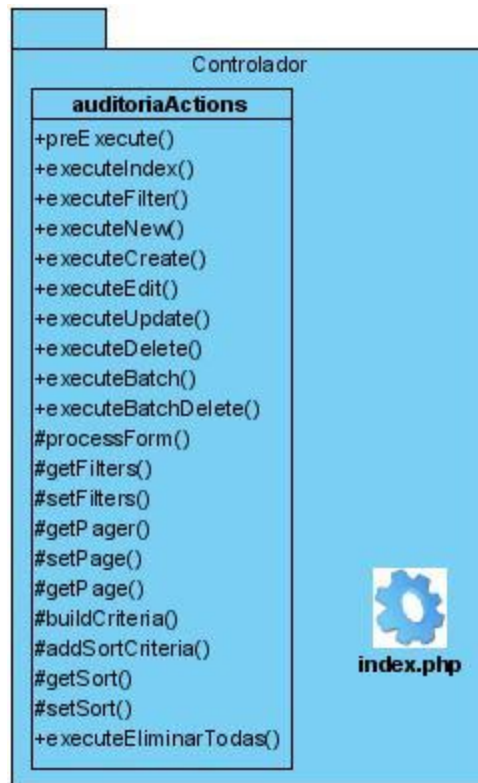 Controlador
auditoriaActions
+preExecute()
+executeIndex()
+executeFilter()
+executeNew()
+executeCreate()
+executeEdit()
+executeUpdate()
+executeDelete()
+executeBatch()
+executeBatchDelete()
#processForm()
#getFilters()
#setFilters()
#getPager()
#setPage()
#getPage()
#buildCriteria()
#addSortCriteria()
#getSort()
#setSort()
+executeEliminarTodas()
index.php